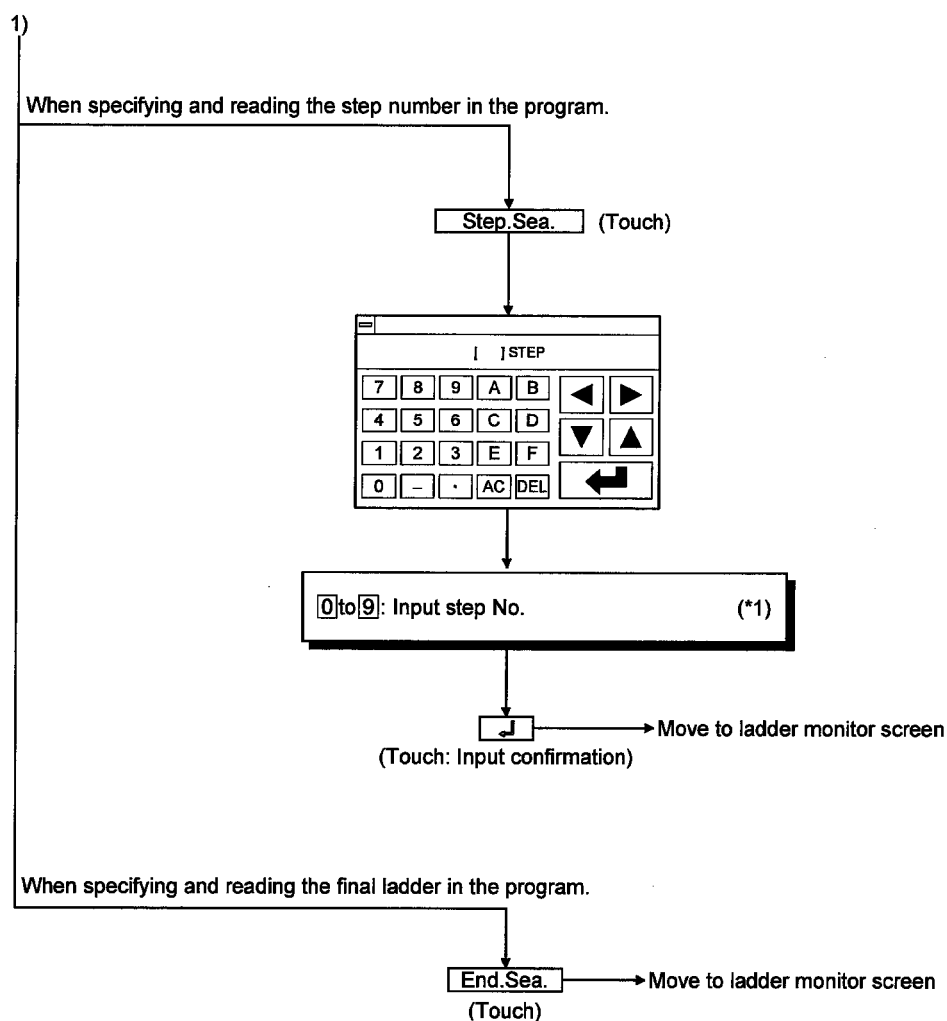 1)
When specifying and reading the step number in the program.
Step.Sea. (Touch)
[ ] STEP
7 8 9 A B
4 5 6 C D
1 2 3 E F
0 – · AC DEL
0 to 9 : Input step No. (*1)
Move to ladder monitor screen
(Touch: Input confirmation)
When specifying and reading the final ladder in the program.
End.Sea. Move to ladder monitor screen
(Touch)